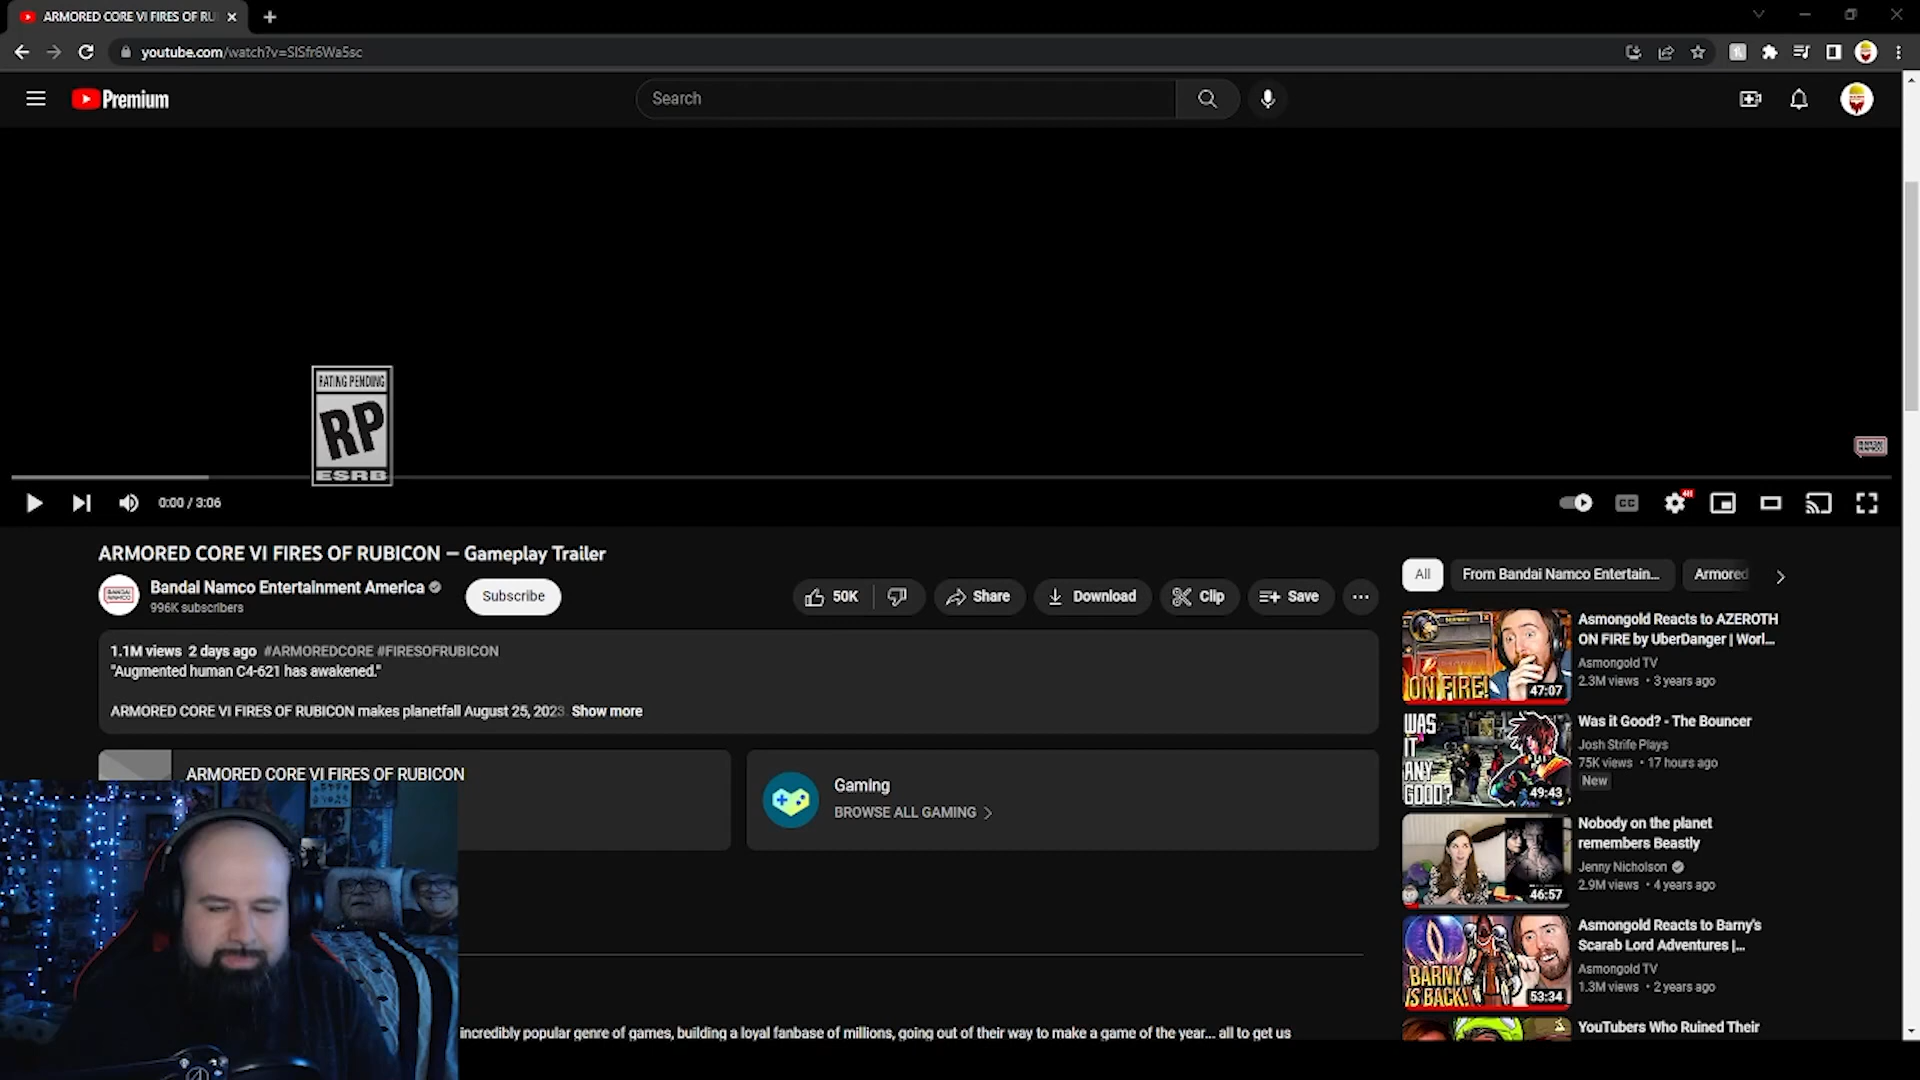 ARMORED CORE VI FIRES OF RU
youtube.com/watch?v=SlSfr6Wa5sc
Premium
Search
RATING PENDING
RP
ESRB
BANDAI
NAMCO
0:00 / 3:06
CC
ARMORED CORE VI FIRES OF RUBICON — Gameplay Trailer
Bandai Namco Entertainment America
996K subscribers
Subscribe
50K
Share
Download
Clip
Save
1.1M views 2 days ago #ARMOREDCORE #FIRESOFRUBICON
"Augmented human C4-621 has awakened."
ARMORED CORE VI FIRES OF RUBICON makes planetfall August 25, 2023 Show more
ARMORED CORE VI FIRES OF RUBICON
Gaming
BROWSE ALL GAMING
incredibly popular genre of games, building a loyal fanbase of millions, going out of their way to make a game of the year... all to get us
All
From Bandai Namco Entertain...
Armored
ON FIRE!
47:07
Asmongold Reacts to AZEROTH
ON FIRE by UberDanger | Worl...
Asmongold TV
2.3M views • 3 years ago
WAS
IT
ANY
GOOD?
49:43
Was it Good? - The Bouncer
Josh Strife Plays
75K views • 17 hours ago
New
46:57
Nobody on the planet
remembers Beastly
Jenny Nicholson
2.9M views • 4 years ago
BARNY
IS BACK!
53:34
Asmongold Reacts to Barny's
Scarab Lord Adventures |...
Asmongold TV
1.3M views • 2 years ago
YouTubers Who Ruined Their